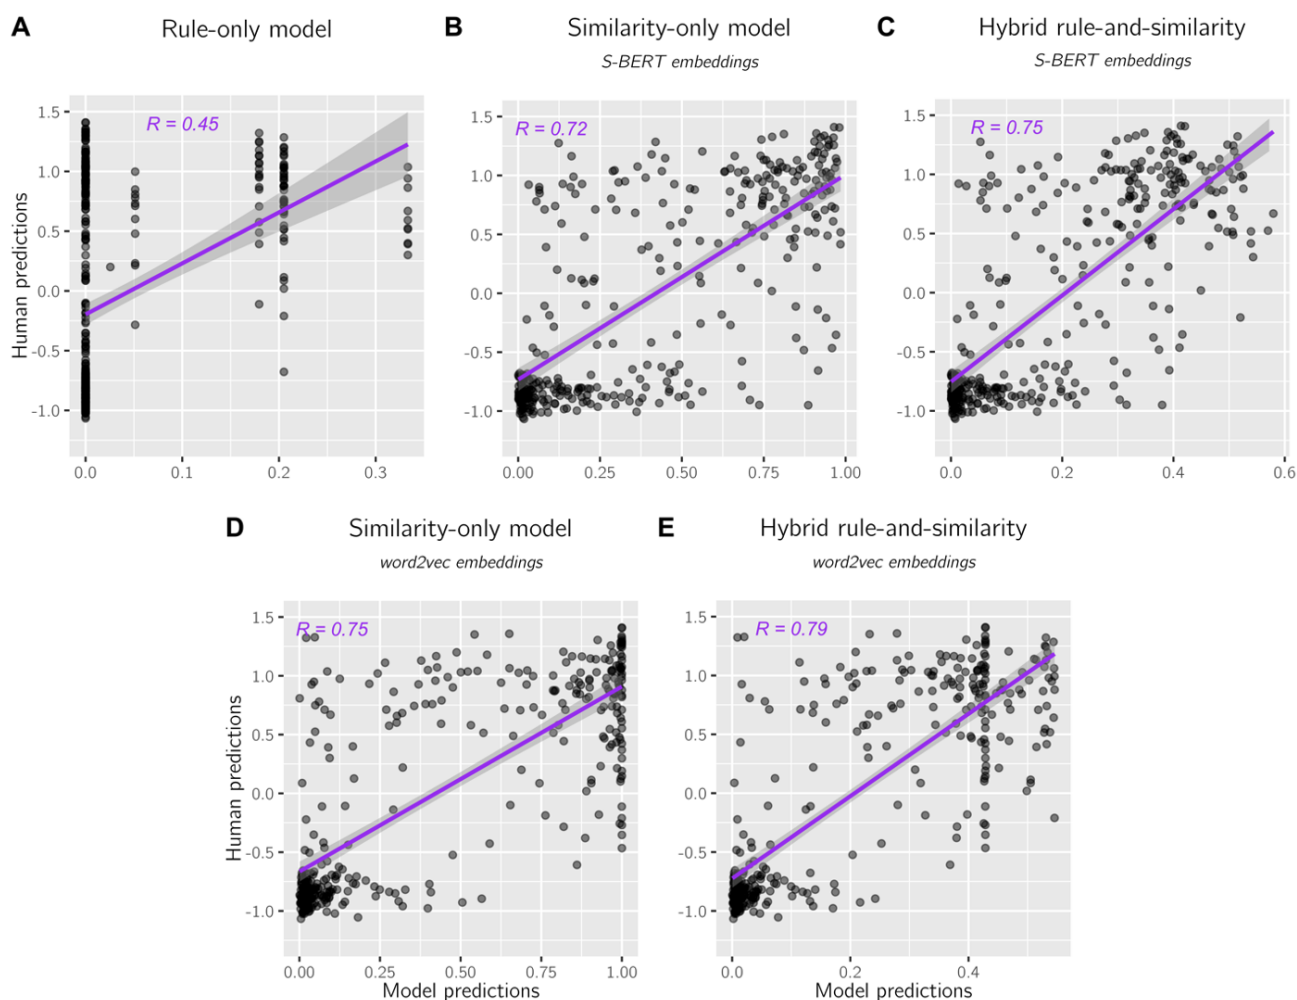 A
Rule-only model
R = 0.45
Human predictions
1.5
1.0
0.5
0.0
-0.5
-1.0
0.0
0.1
0.2
0.3
B
Similarity-only model
S-BERT embeddings
R = 0.72
1.5
1.0
0.5
0.0
-0.5
-1.0
0.00
0.25
0.50
0.75
1.00
C
Hybrid rule-and-similarity
S-BERT embeddings
R = 0.75
1.5
1.0
0.5
0.0
-0.5
-1.0
0.0
0.2
0.4
0.6
D
Similarity-only model
word2vec embeddings
R = 0.75
Human predictions
1.5
1.0
0.5
0.0
-0.5
-1.0
0.00
0.25
0.50
0.75
1.00
Model predictions
E
Hybrid rule-and-similarity
word2vec embeddings
R = 0.79
1.5
1.0
0.5
0.0
-0.5
-1.0
0.0
0.2
0.4
Model predictions